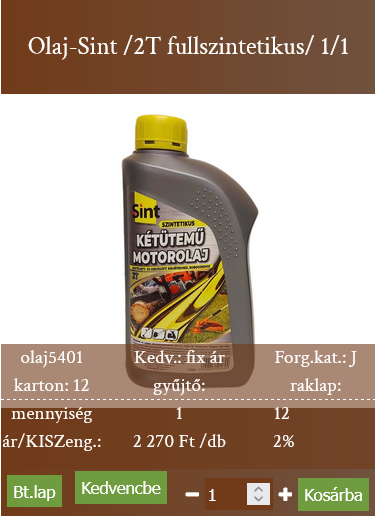 Olaj-Sint /2T fullszintetikus/ 1/1
Sint
SZINTETIKUS
KÉTÜTEMŰ
MOTOROLAJ
2T
olaj5401 Kedv.: fix ár Forg.kat.: J
karton: 12 gyűjtő: raklap:
mennyiség 1 12
ár/KISZeng.: 2 270 Ft /db 2%
Bt.lap Kedvencbe 1 Kosárba